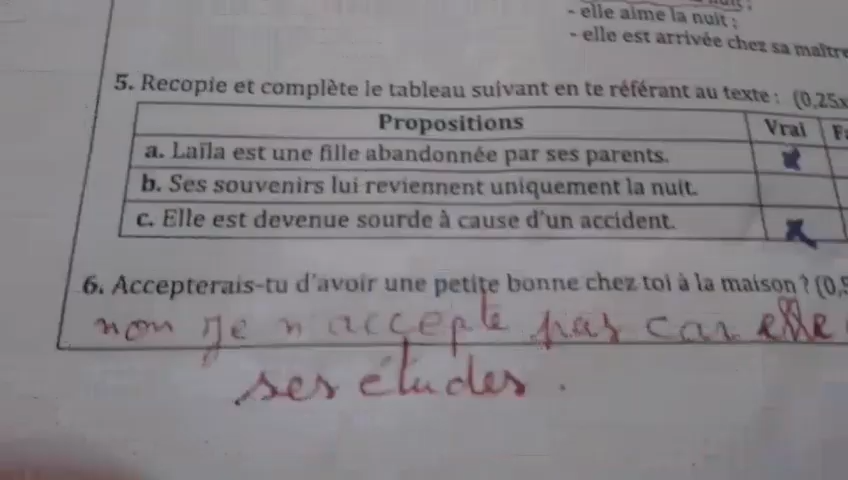 - elle aime la nuit ;
- elle est arrivée chez sa maître
5. Recopie et complète le tableau suivant en te référant au texte : (0,25x
Propositions Vrai F
a. Laïla est une fille abandonnée par ses parents. x
b. Ses souvenirs lui reviennent uniquement la nuit.
c. Elle est devenue sourde à cause d'un accident. x
6. Accepterais-tu d'avoir une petite bonne chez toi à la maison ? (0,5
non je n accepte pas car elle
ses études .